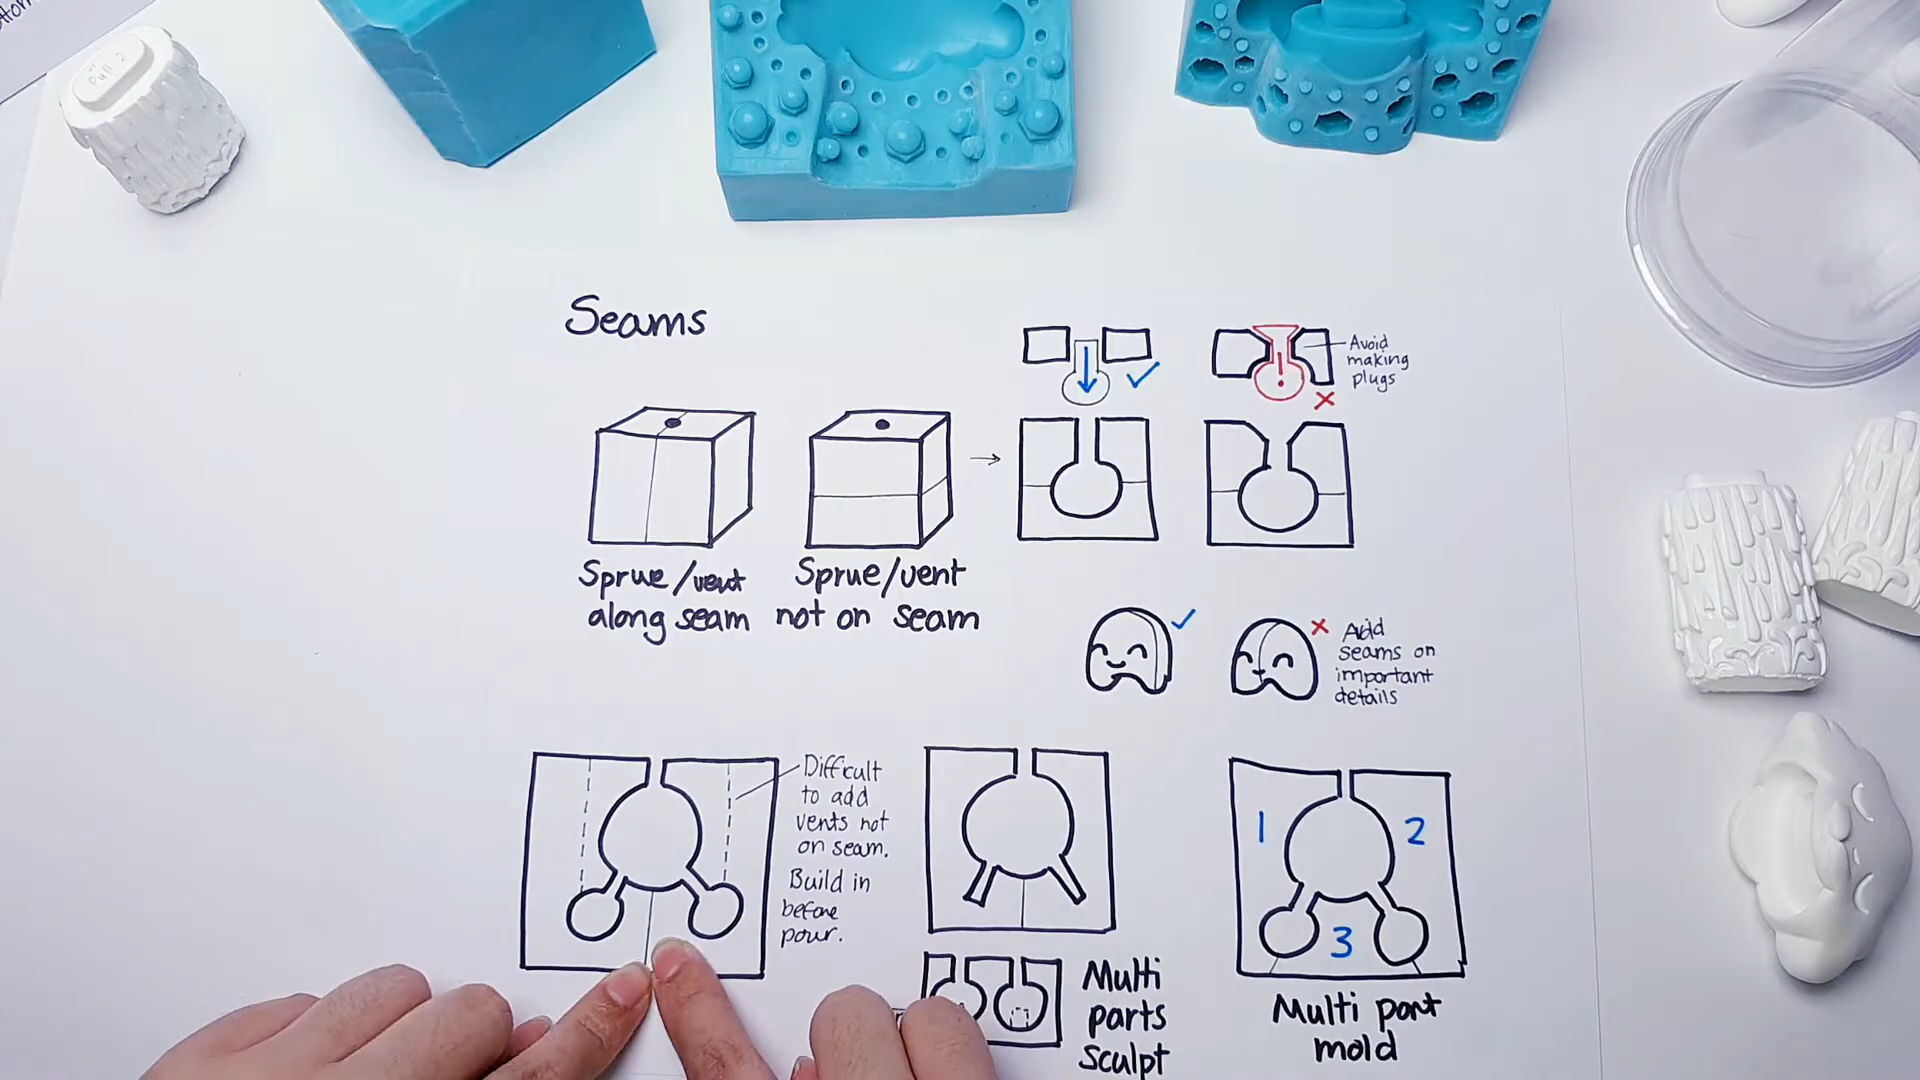 Seams
Avoid
making
plugs
Sprue/vent
along seam
Sprue/vent
not on seam
Add
seams on
important
details
Difficult
to add
vents not
on seam.
Build in
before
pour.
1
2
3
Multi
parts
sculpt
Multi part
mold